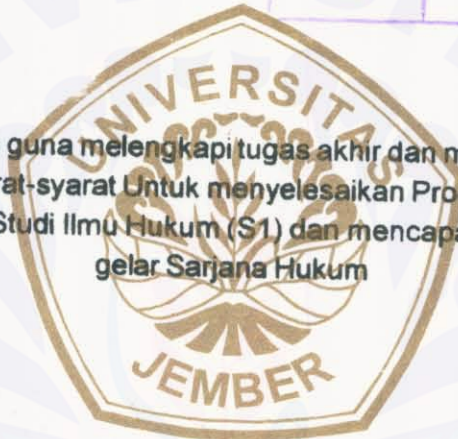 UNIVERSITAS
guna melengkapi tugas akhir dan m
rat-syarat Untuk menyelesaikan Pro
Studi Ilmu Hukum (S1) dan mencapa
gelar Sarjana Hukum
JEMBER